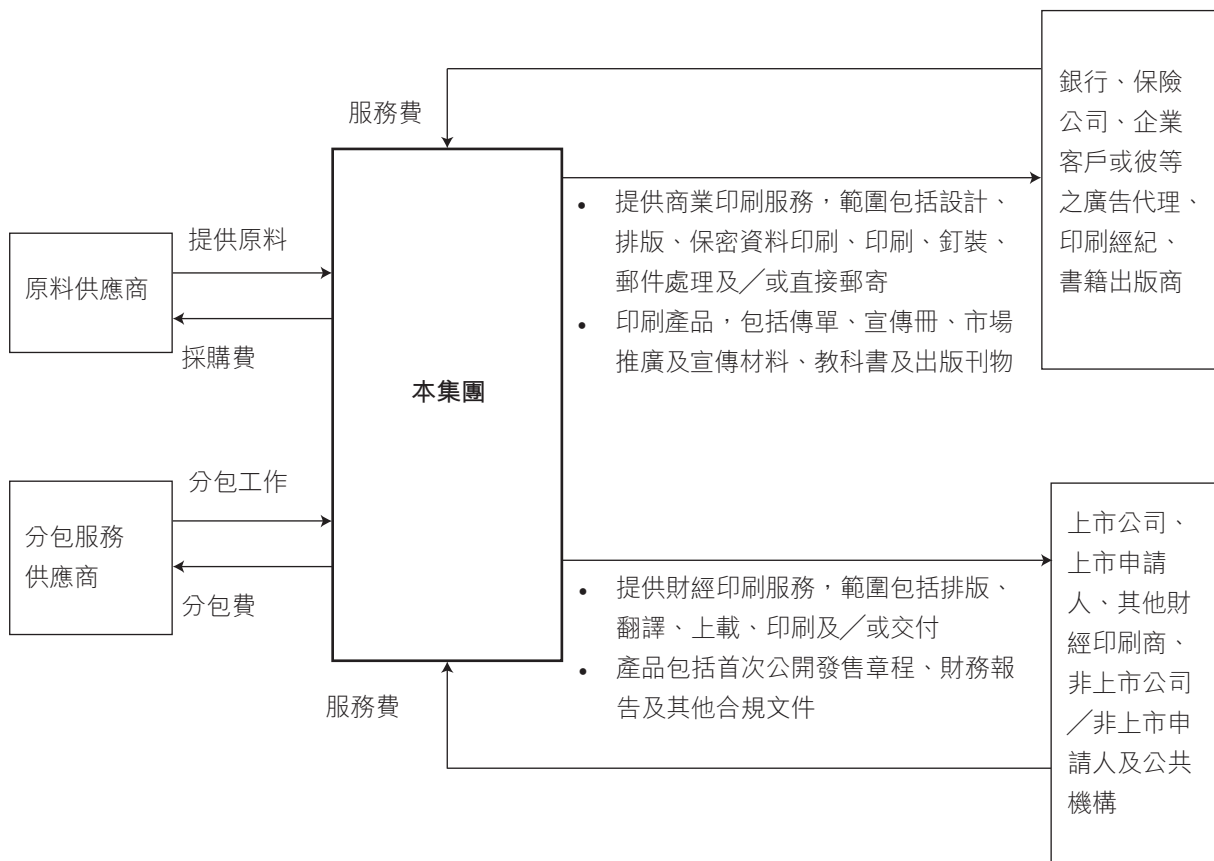 服務費
銀行、保險
公司、企業
客戶或彼等
之廣告代理、
印刷經紀、
書籍出版商
• 提供商業印刷服務，範圍包括設計、
排版、保密資料印刷、印刷、釘裝、
郵件處理及／或直接郵寄
• 印刷產品，包括傳單、宣傳冊、市場
推廣及宣傳材料、教科書及出版刊物
提供原料
原料供應商
採購費
本集團
分包工作
分包服務
供應商
分包費
• 提供財經印刷服務，範圍包括排版、
翻譯、上載、印刷及／或交付
• 產品包括首次公開發售章程、財務報
告及其他合規文件
服務費
上市公司、
上市申請
人、其他財
經印刷商、
非上市公司
／非上市申
請人及公共
機構